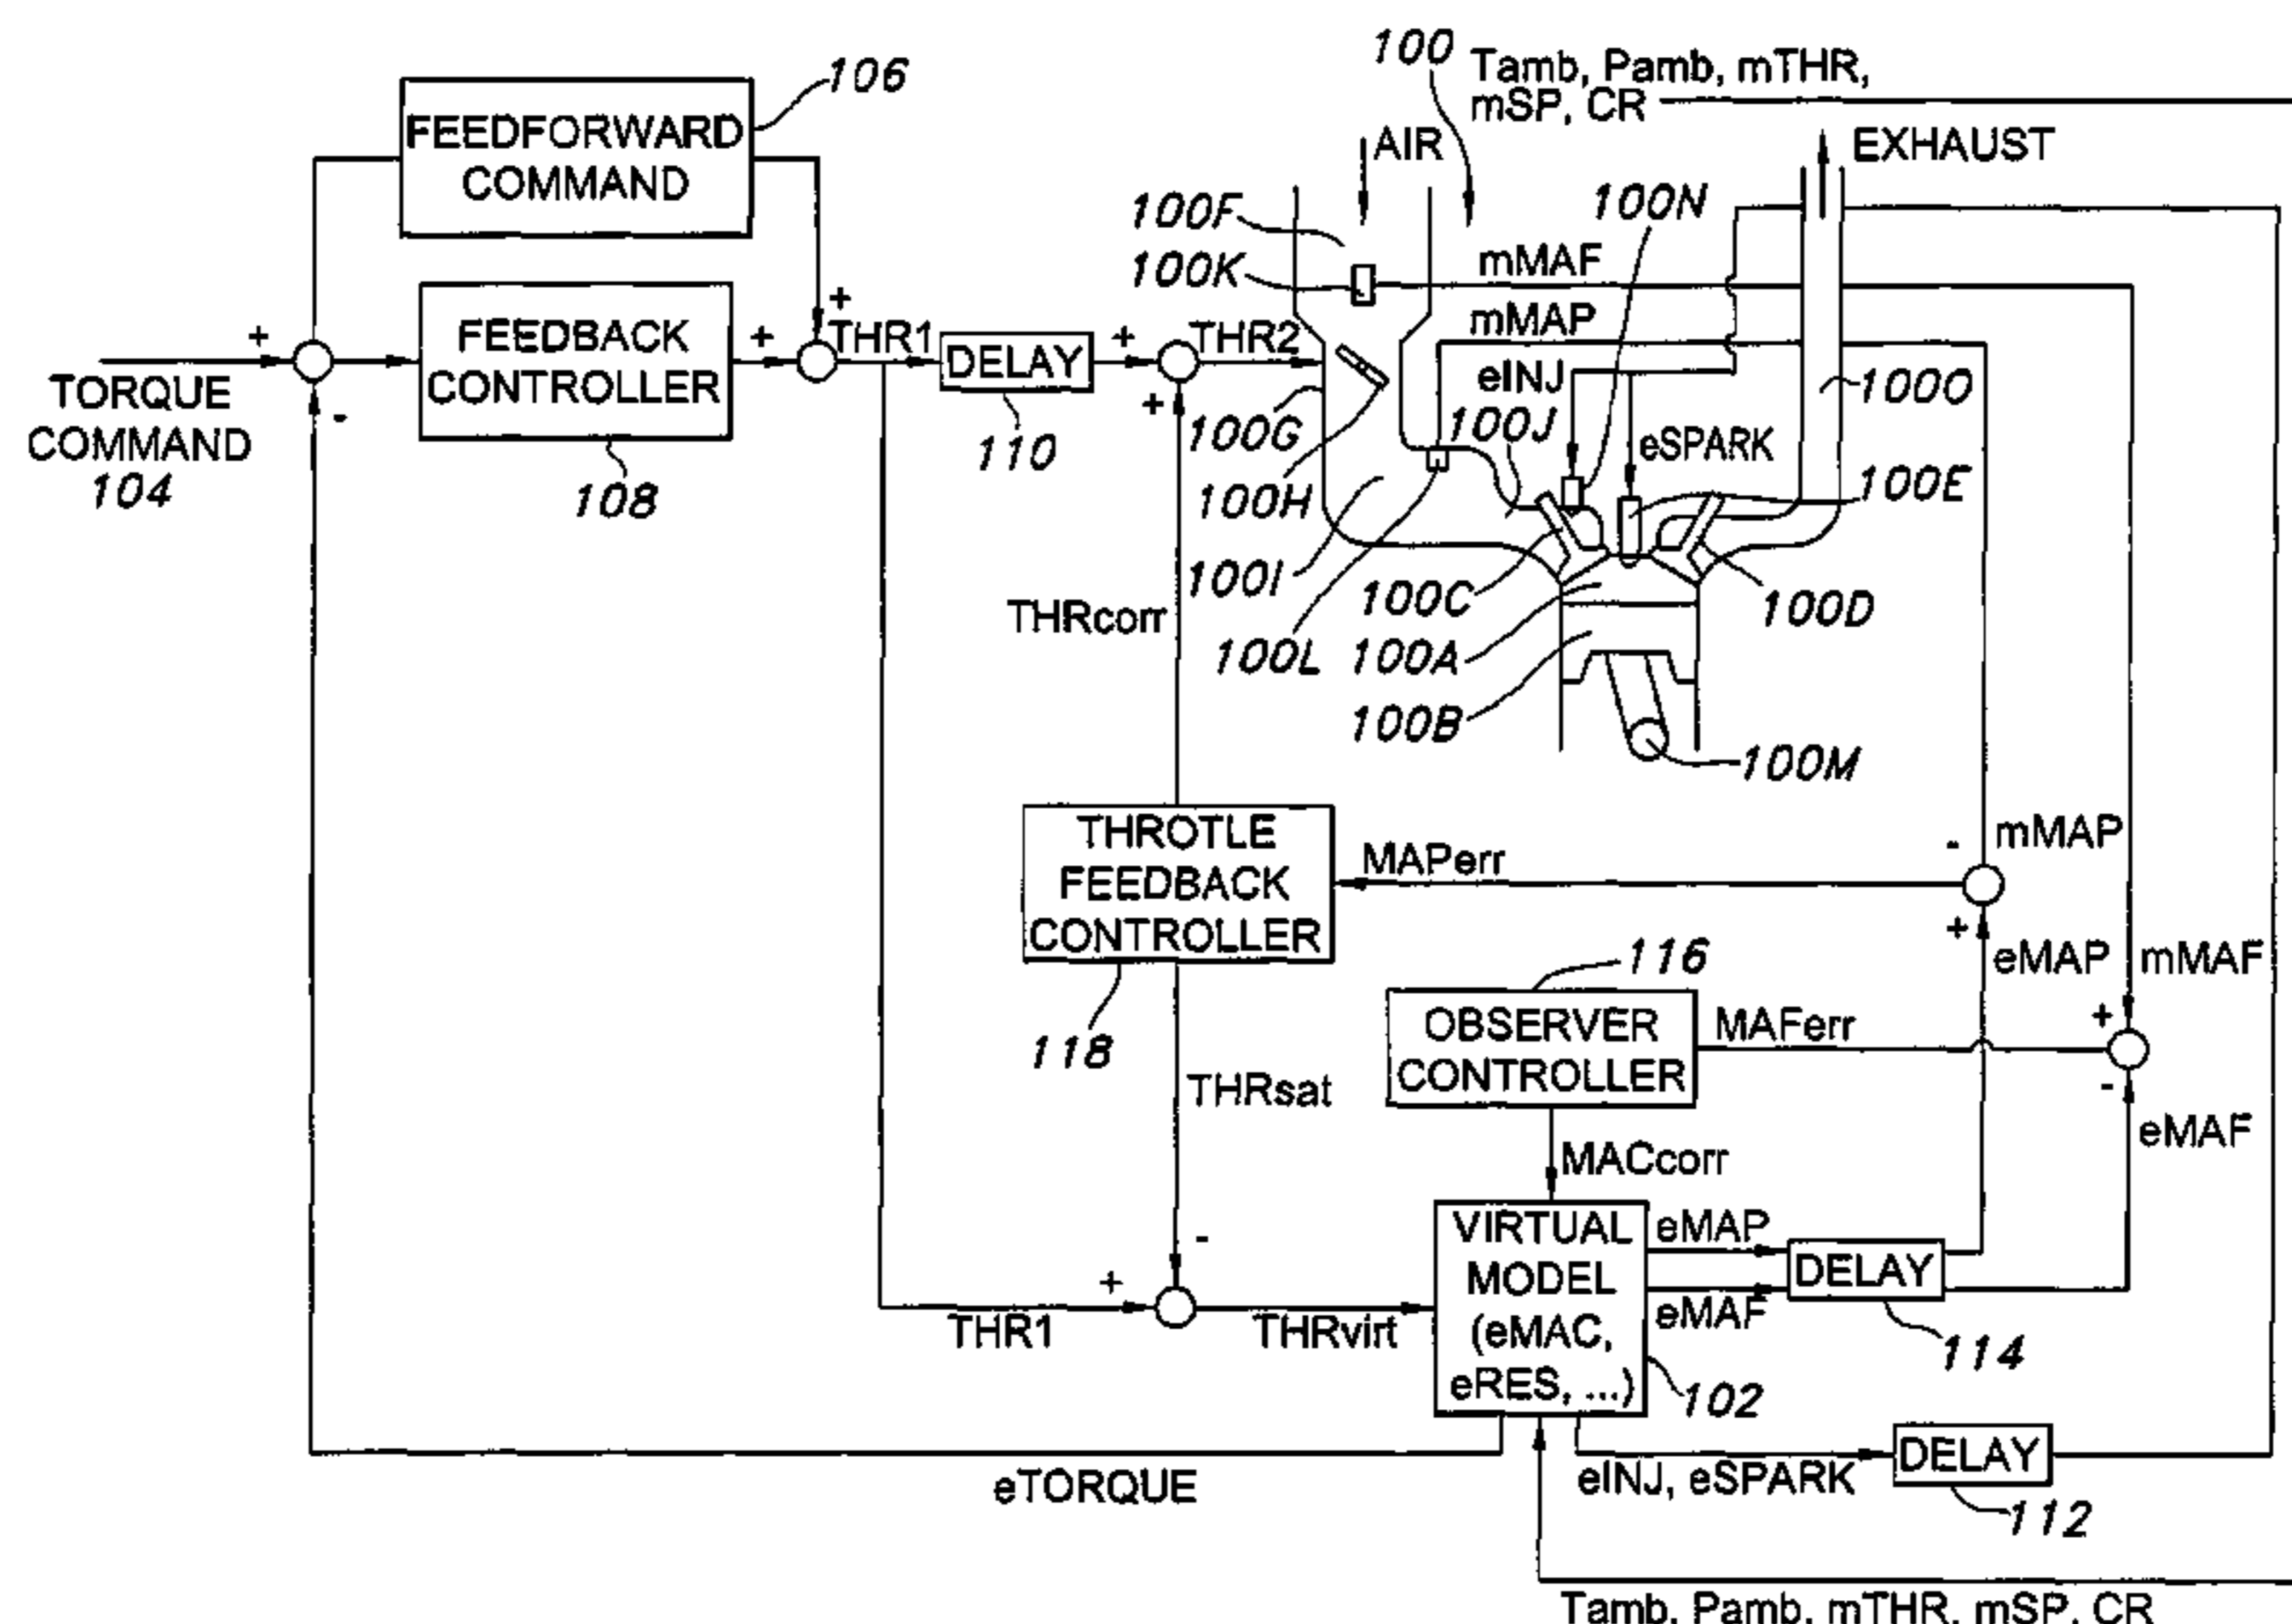 106
FEEDFORWARD
COMMAND
100
Tamb, Pamb, mTHR,
mSP, CR
AIR
EXHAUST
100F
100N
100K
mMAF
mMAP
+
FEEDBACK
CONTROLLER
+
+
THR1
DELAY
+
THR2
TORQUE
COMMAND
104
-
108
110
+
100G
eINJ
100J
100O
eSPARK
100H
100E
100I
100C
100D
THRcorr
100L
100A
100B
100M
THROTLE
FEEDBACK
CONTROLLER
MAPerr
-
mMAP
+
eMAP
mMAF
118
116
OBSERVER
CONTROLLER
MAFerr
+
-
THRsat
eMAF
MACcorr
-
+
VIRTUAL
MODEL
(eMAC,
eRES, ...)
eMAP
eMAF
DELAY
THR1
THRvirt
114
102
eTORQUE
eINJ, eSPARK
DELAY
112
Tamb, Pamb, mTHR, mSP, CR